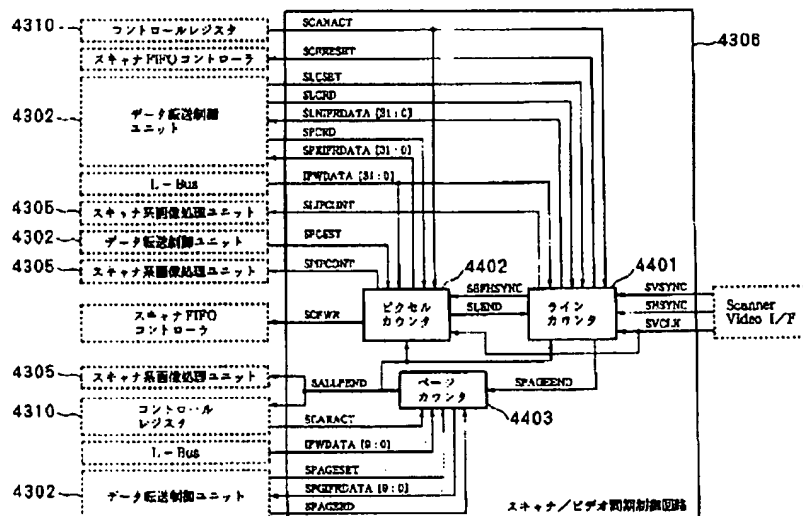 4310
コントロールレジスタ
SCANACT
4306
スキャナFIFOコントローラ
SCFRESET
4302
データ転送制御
ユニット
SLCSET
SLCRD
SLNIFRDATA [31:0]
SPCRD
SPXIFRDATA [31:0]
L-Bus
IPWDATA [31:0]
4305
スキャナ系画像処理ユニット
SLIPCONT
4302
データ転送制御ユニット
SPCSET
4305
スキャナ系画像処理ユニット
SPIPCONT
4402
4401
スキャナFIFO
コントローラ
SCFWR
ピクセル
カウンタ
SBFHSYNC
SLEND
ライン
カウンタ
SVSYNC
SHSYNC
SVCLK
Scanner
Video I/F
4305
スキャナ系画像処理ユニット
SALLPEND
ページ
カウンタ
SPAGEEND
4403
4310
コントロール
レジスタ
SCANACT
L-Bus
IPWDATA [9:0]
4302
データ転送制御ユニット
SPAGESET
SPGIFRDATA [9:0]
SPAGERD
スキャナ/ビデオ同期制御回路